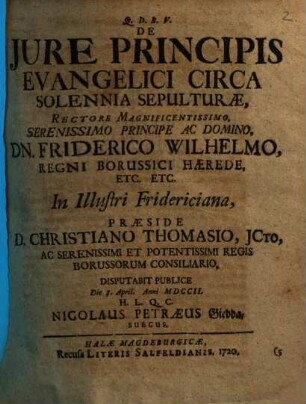 2
Q. D. B. V.
DE
JURE PRINCIPIS
EVANGELICI CIRCA
SOLENNIA SEPULTURÆ,
RECTORE MAGNIFICENTISSIMO,
SERENISSIMO PRINCIPE AC DOMINO,
DN. FRIDERICO WILHELMO,
REGNI BORUSSICI HÆREDE,
ETC. ETC.
In Illustri Fridericiana,
PRÆSIDE
D. CHRISTIANO THOMASIO, JCto,
AC SERENISSIMI ET POTENTISSIMI REGIS
BORUSSORUM CONSILIARIO,
DISPUTABIT PUBLICE
Die 5. April. Anni MDCCII.
H. L. Q. C.
NICOLAUS PETRÆUS Giedda,
SUECUS.
HALÆ MAGDEBURGICÆ,
Recusa LITERIS SALFELDIANIS, 1720.